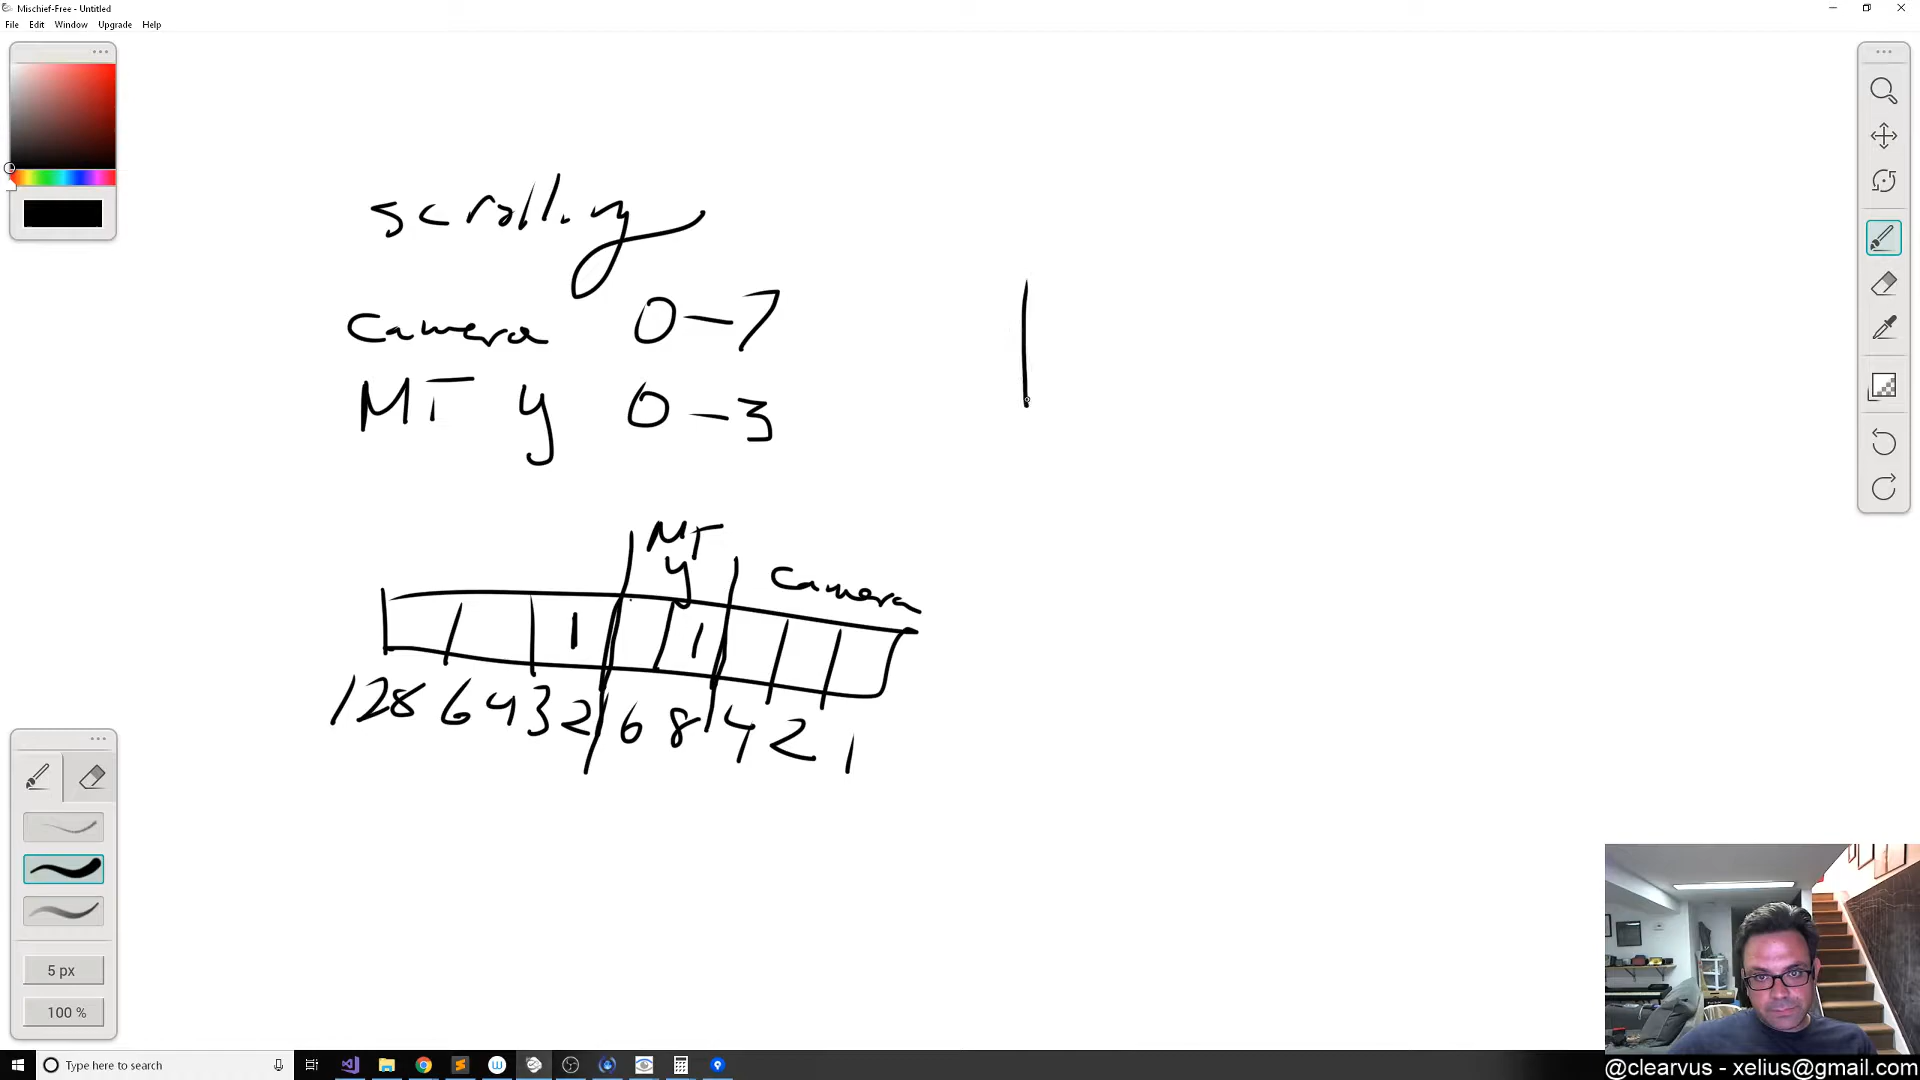 Mischief-Free - Untitled
File Edit Window Upgrade Help
scrolling
camera 0-7
MT y 0-3
MT
y
camera
1 1
128 64 32 16 8 4 2 1
5 px
100 %
Type here to search
@clearvus - xelius@gmail.com